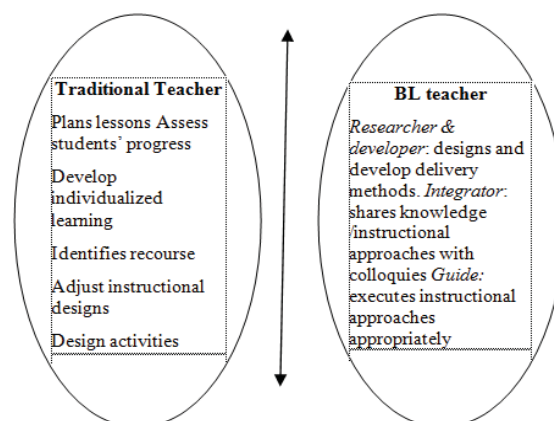 Traditional Teacher
Plans lessons Assess
students' progress
Develop
individualized
learning
Identifies recourse
Adjust instructional
designs
Design activities
BL teacher
Researcher &
developer: designs and
develop delivery
methods. Integrator:
shares knowledge
/instructional
approaches with
colloquies Guide:
executes instructional
approaches
appropriately